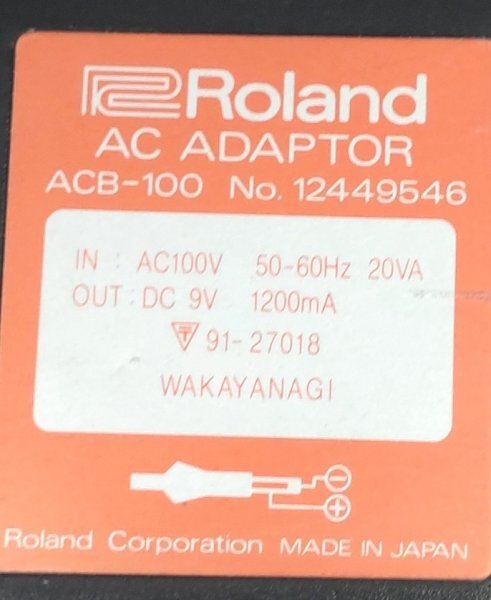 Roland
AC ADAPTOR
ACB-100 No. 12449546
IN : AC100V 50-60Hz 20VA
OUT : DC 9V 1200mA
T 91-27018
WAKAYANAGI
Roland Corporation MADE IN JAPAN